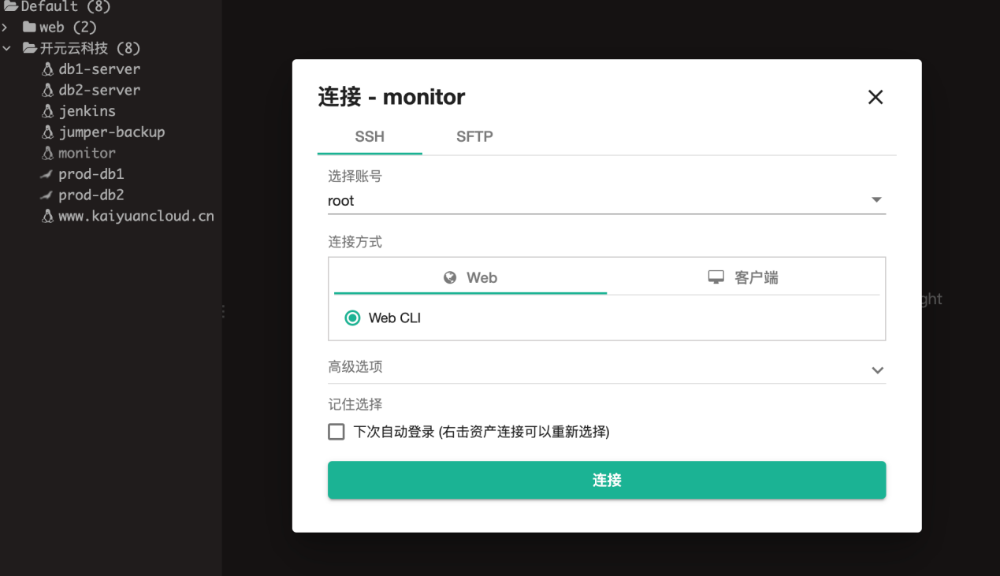 Default (8)
web (2)
开元云科技 (8)
db1-server
db2-server
jenkins
jumper-backup
monitor
prod-db1
prod-db2
www.kaiyuancloud.cn
连接 - monitor
SSH
SFTP
选择账号
root
连接方式
Web
客户端
Web CLI
高级选项
记住选择
下次自动登录 (右击资产连接可以重新选择)
连接
ght